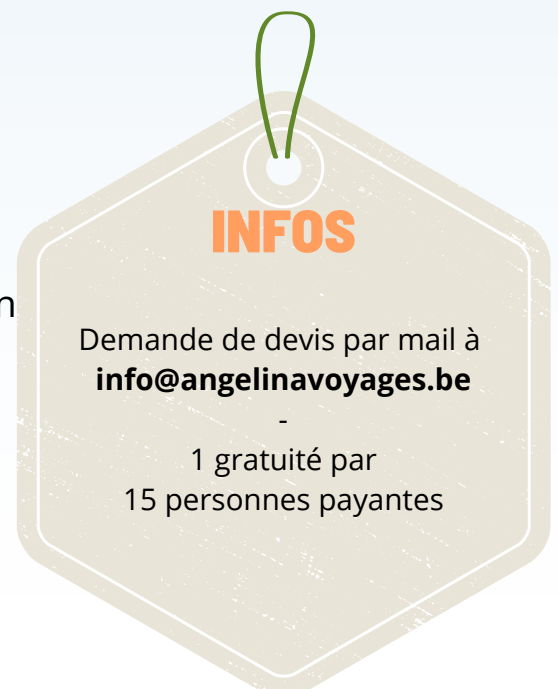 INFOS
n
Demande de devis par mail à
info@angelinavoyages.be
-
1 gratuité par
15 personnes payantes